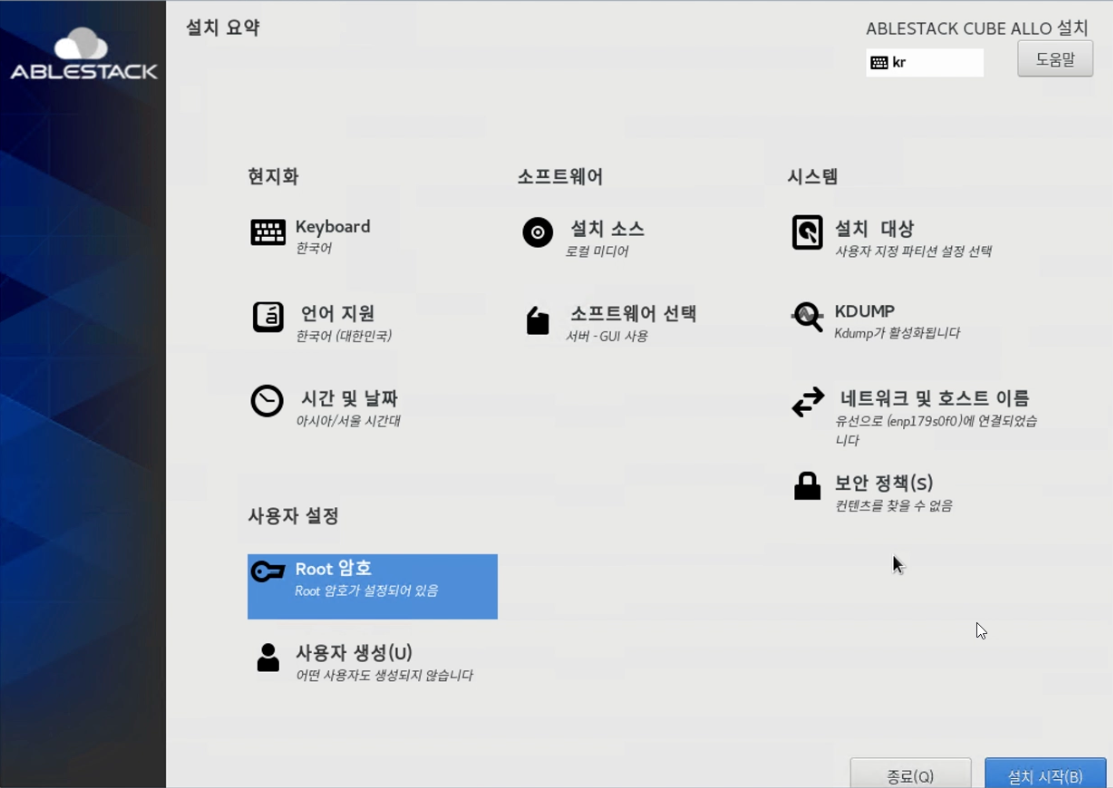 ABLESTACK
설치 요약
ABLESTACK CUBE ALLO 설치
kr
도움말
현지화
Keyboard
한국어
언어 지원
한국어 (대한민국)
시간 및 날짜
아시아/서울 시간대
소프트웨어
설치 소스
로컬 미디어
소프트웨어 선택
서버 - GUI 사용
시스템
설치 대상
사용자 지정 파티션 설정 선택
KDUMP
Kdump가 활성화됩니다
네트워크 및 호스트 이름
유선으로 (enp179s0f0)에 연결되었습
니다
보안 정책(S)
컨텐츠를 찾을 수 없음
사용자 설정
Root 암호
Root 암호가 설정되어 있음
사용자 생성(U)
어떤 사용자도 생성되지 않습니다
종료(Q)
설치 시작(B)